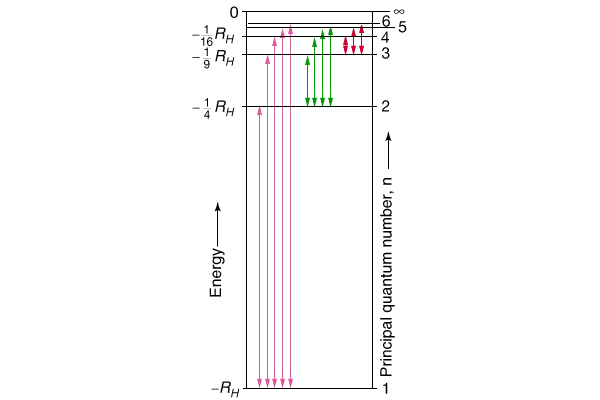 0
∞
6
5
-1/16 R_H
4
-1/9 R_H
3
-1/4 R_H
2
Energy
Principal quantum number, n
-R_H
1